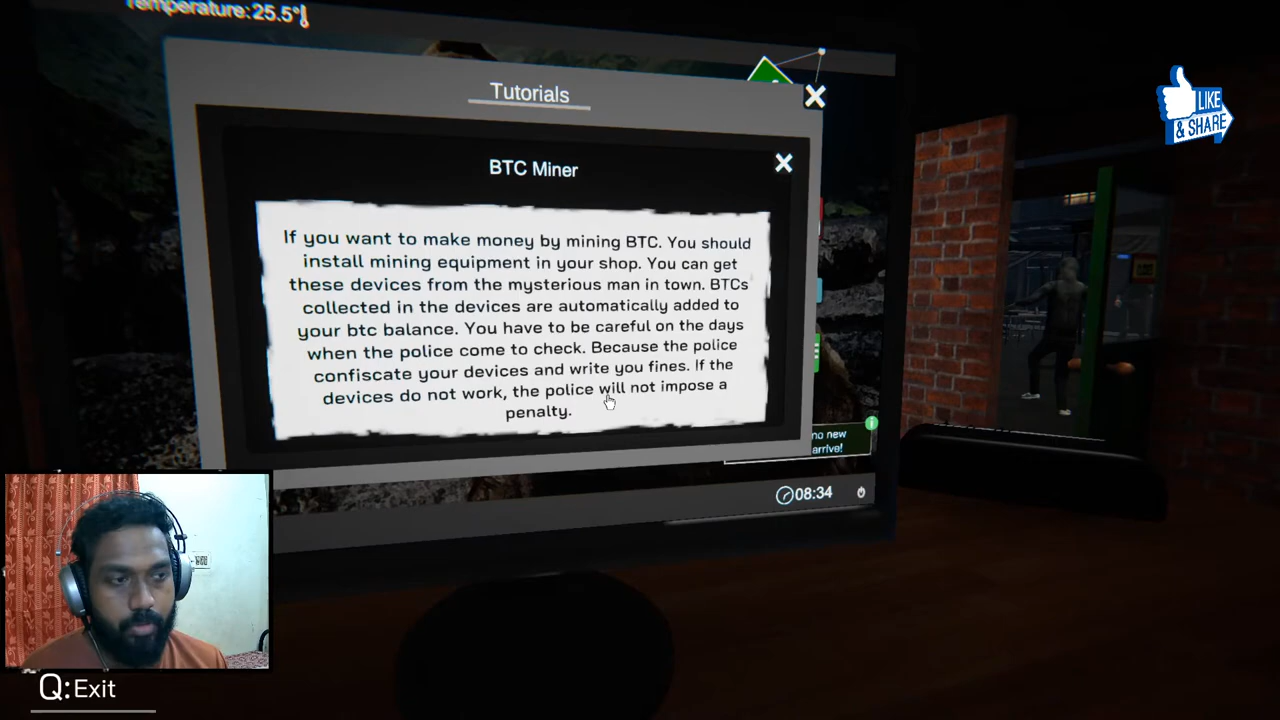 Temperature:25.5°
Tutorials
BTC Miner
If you want to make money by mining BTC. You should
install mining equipment in your shop. You can get
these devices from the mysterious man in town. BTCs
collected in the devices are automatically added to
your btc balance. You have to be careful on the days
when the police come to check. Because the police
confiscate your devices and write you fines. If the
devices do not work, the police will not impose a
penalty.
LIKE
& SHARE
no new
arrive!
08:34
Q:Exit